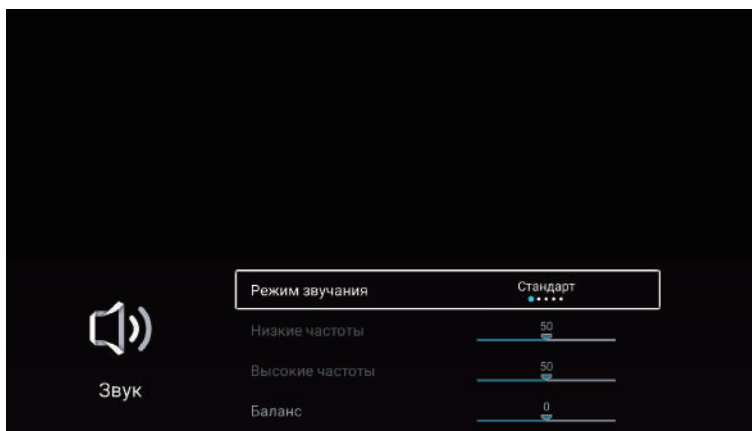 Режим звучания Стандарт
Низкие частоты 50
Высокие частоты 50
Звук
Баланс 0